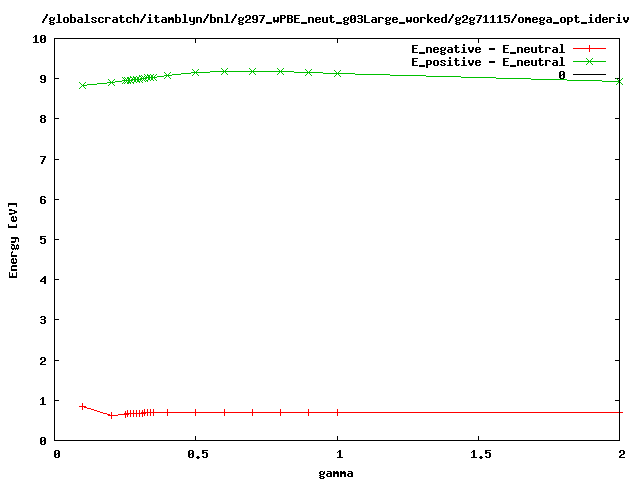 /globalscratch/itamblyn/bnl/g297_wPBE_neut_g03Large_worked/g2g71115/omega_opt_ideriv
E_negative - E_neutral
E_positive - E_neutral
0
10
9
8
7
6
5
4
3
2
1
0
Energy [eV]
0 0.5 1 1.5 2
gamma